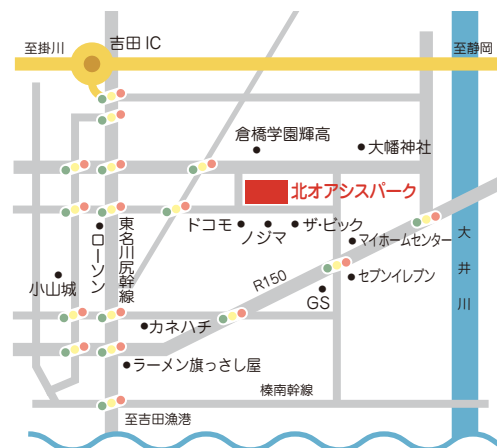 至掛川
吉田 IC
至静岡
倉橋学園輝高
大幡神社
北オアシスパーク
ドコモ
ノジマ
ザ・ビック
マイホームセンター
大井川
東名川尻幹線
ローソン
小山城
R150
セブンイレブン
GS
カネハチ
ラーメン旗っさし屋
榛南幹線
至吉田漁港